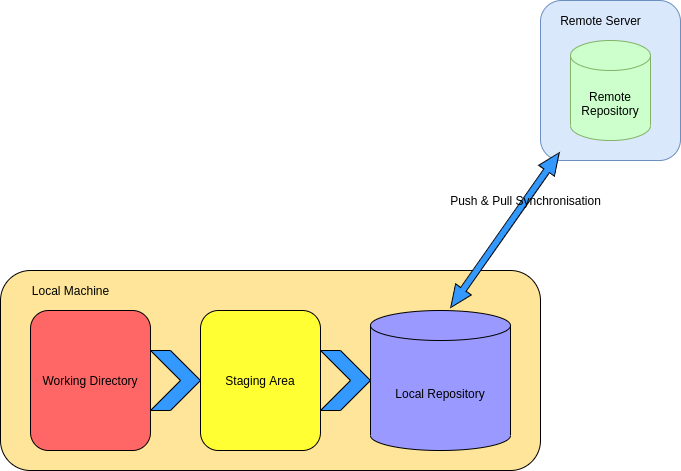 Remote Server
Remote
Repository
Push & Pull Synchronisation
Local Machine
Working Directory
Staging Area
Local Repository